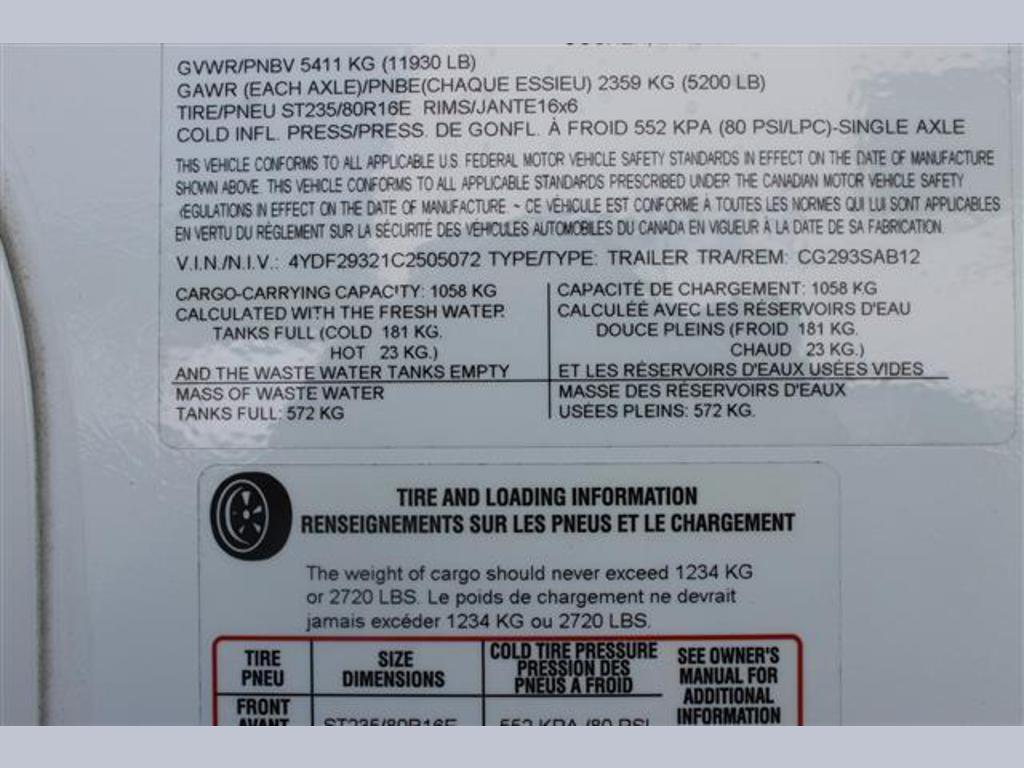 GVWR/PNBV 5411 KG (11930 LB)
GAWR (EACH AXLE)/PNBE(CHAQUE ESSIEU) 2359 KG (5200 LB)
TIRE/PNEU ST235/80R16E RIMS/JANTE16x6
COLD INFL. PRESS/PRESS. DE GONFL. À FROID 552 KPA (80 PSI/LPC)-SINGLE AXLE
THIS VEHICLE CONFORMS TO ALL APPLICABLE U.S. FEDERAL MOTOR VEHICLE SAFETY STANDARDS IN EFFECT ON THE DATE OF MANUFACTURE
SHOWN ABOVE. THIS VEHICLE CONFORMS TO ALL APPLICABLE STANDARDS PRESCRIBED UNDER THE CANADIAN MOTOR VEHICLE SAFETY
REGULATIONS IN EFFECT ON THE DATE OF MANUFACTURE. ~ CE VÉHICULE EST CONFORME À TOUTES LES NORMES QUI LUI SONT APPLICABLES
EN VERTU DU RÉGLEMENT SUR LA SÉCURITÉ DES VÉHICULES AUTOMOBILES DU CANADA EN VIGUEUR À LA DATE DE SA FABRICATION.
V.I.N./N.I.V.: 4YDF29321C2505072 TYPE/TYPE: TRAILER TRA/REM: CG293SAB12
CARGO-CARRYING CAPACITY: 1058 KG
CALCULATED WITH THE FRESH WATER
TANKS FULL (COLD 181 KG.
HOT 23 KG.)
AND THE WASTE WATER TANKS EMPTY
MASS OF WASTE WATER
TANKS FULL: 572 KG
CAPACITÉ DE CHARGEMENT: 1058 KG
CALCULÉE AVEC LES RÉSERVOIRS D'EAU
DOUCE PLEINS (FROID 181 KG.
CHAUD 23 KG.)
ET LES RÉSERVOIRS D'EAUX USÉES VIDES
MASSE DES RÉSERVOIRS D'EAUX
USÉES PLEINS: 572 KG.
TIRE AND LOADING INFORMATION
RENSEIGNEMENTS SUR LES PNEUS ET LE CHARGEMENT
The weight of cargo should never exceed 1234 KG
or 2720 LBS. Le poids de chargement ne devrait
jamais excéder 1234 KG ou 2720 LBS.
TIRE
PNEU
SIZE
DIMENSIONS
COLD TIRE PRESSURE
PRESSION DES
PNEUS A FROID
SEE OWNER'S
MANUAL FOR
ADDITIONAL
INFORMATION
FRONT
AVANT
ST235/80R16E
552 KPA /80 PSI